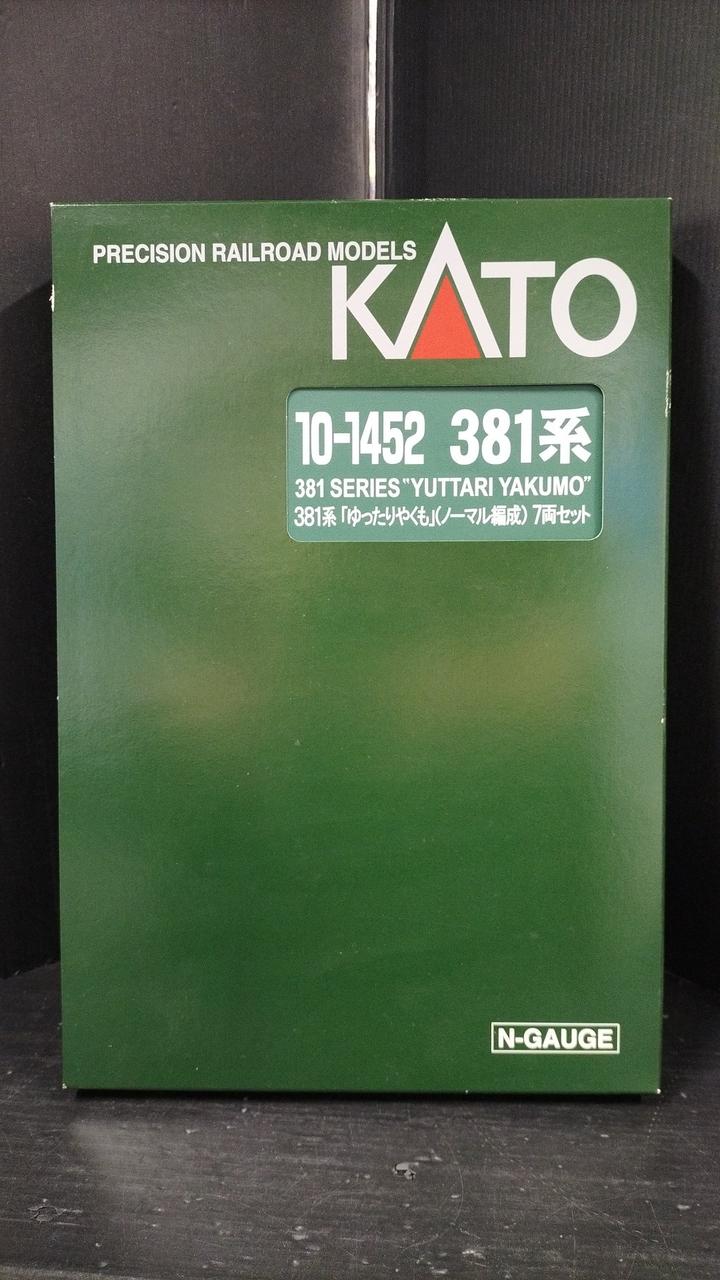 PRECISION RAILROAD MODELS
KATO
10-1452 381系
381 SERIES "YUTTARI YAKUMO"
381系「ゆったりやくも」(ノーマル編成) 7両セット
N-GAUGE